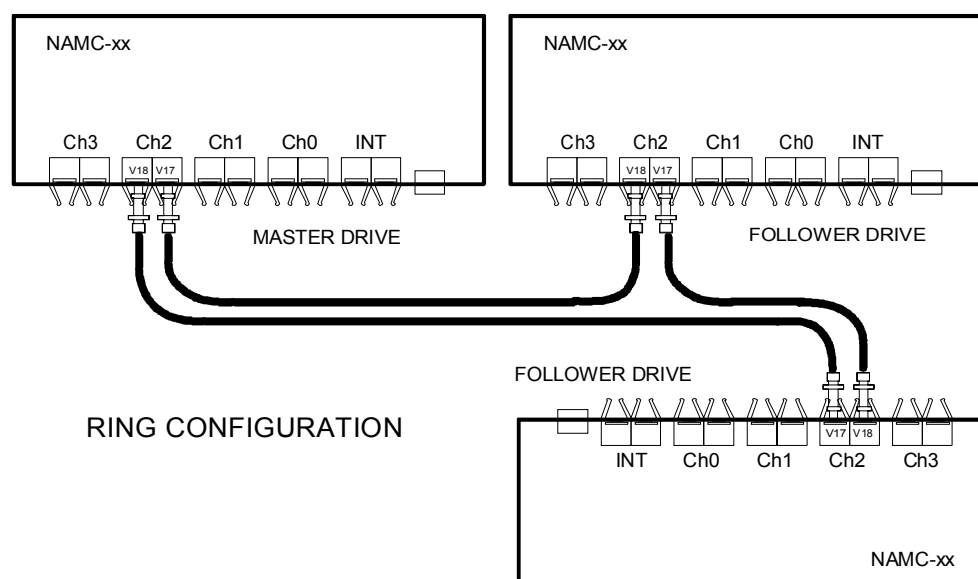 NAMC-xx
NAMC-xx
Ch3 Ch2 Ch1 Ch0 INT
Ch3 Ch2 Ch1 Ch0 INT
V18 V17
V18 V17
MASTER DRIVE
FOLLOWER DRIVE
FOLLOWER DRIVE
RING CONFIGURATION
V17 V18
INT Ch0 Ch1 Ch2 Ch3
NAMC-xx